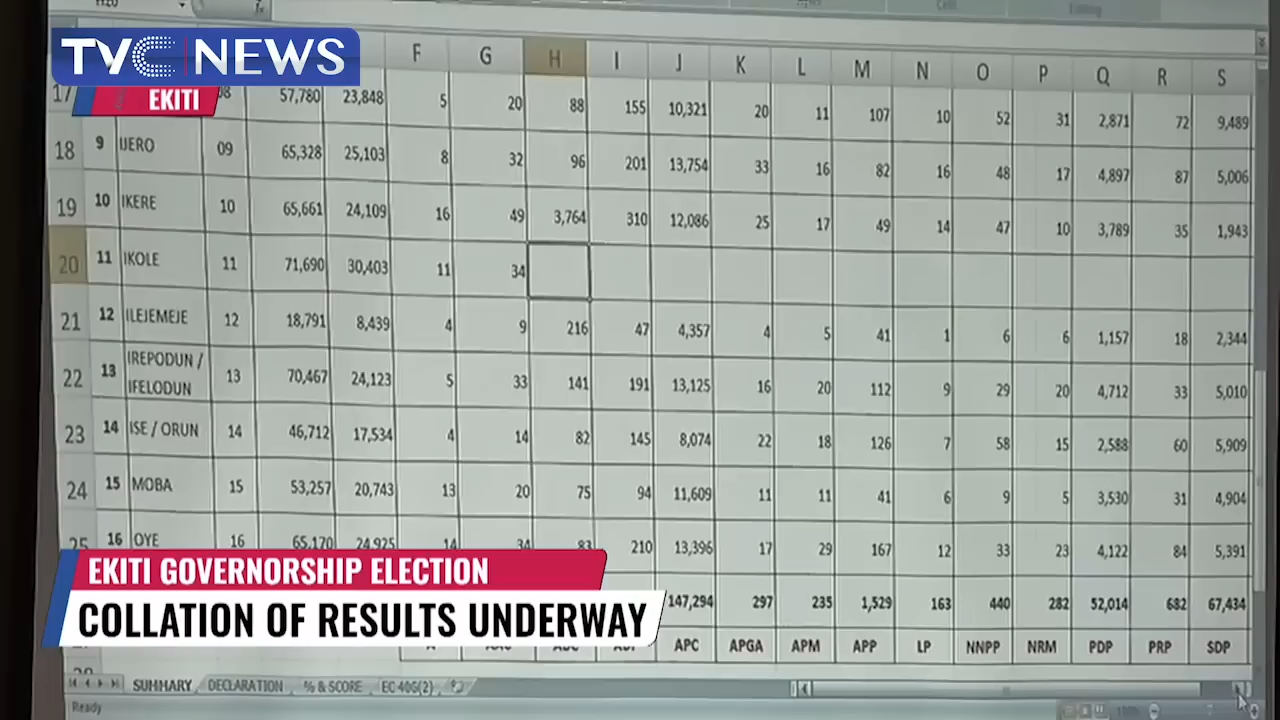 TVC NEWS
EKITI
F G H I J K L M N O P Q R S
17 57,780 23,848 5 20 88 155 10,321 20 11 107 10 52 31 2,871 72 9,489
18 9 IJERO 09 65,328 25,103 8 32 96 201 13,754 33 16 82 16 48 17 4,897 87 5,006
19 10 IKERE 10 65,661 24,109 16 49 3,764 310 12,086 25 17 49 14 47 10 3,789 35 1,943
20 11 IKOLE 11 71,690 30,403 11 34
21 12 ILEJEMEJE 12 18,791 8,439 4 9 216 47 4,357 4 5 41 1 6 6 1,157 18 2,344
22 13 IREPODUN / IFELODUN 13 70,467 24,123 5 33 141 191 13,125 16 20 112 9 29 20 4,712 33 5,010
23 14 ISE / ORUN 14 46,712 17,534 4 14 82 145 8,074 22 18 126 7 58 15 2,588 60 5,909
24 15 MOBA 15 53,257 20,743 13 20 75 94 11,609 11 11 41 6 9 5 3,530 31 4,904
25 16 OYE 16 65,170 24,925 14 34 83 210 13,396 17 29 167 12 33 23 4,122 84 5,391
EKITI GOVERNORSHIP ELECTION
147,294 297 235 1,529 163 440 282 52,014 682 67,434
COLLATION OF RESULTS UNDERWAY
APC APGA APM APP LP NNPP NRM PDP PRP SDP
SUMMARY DECLARATION % & SCORE EC 40G(2)
Ready